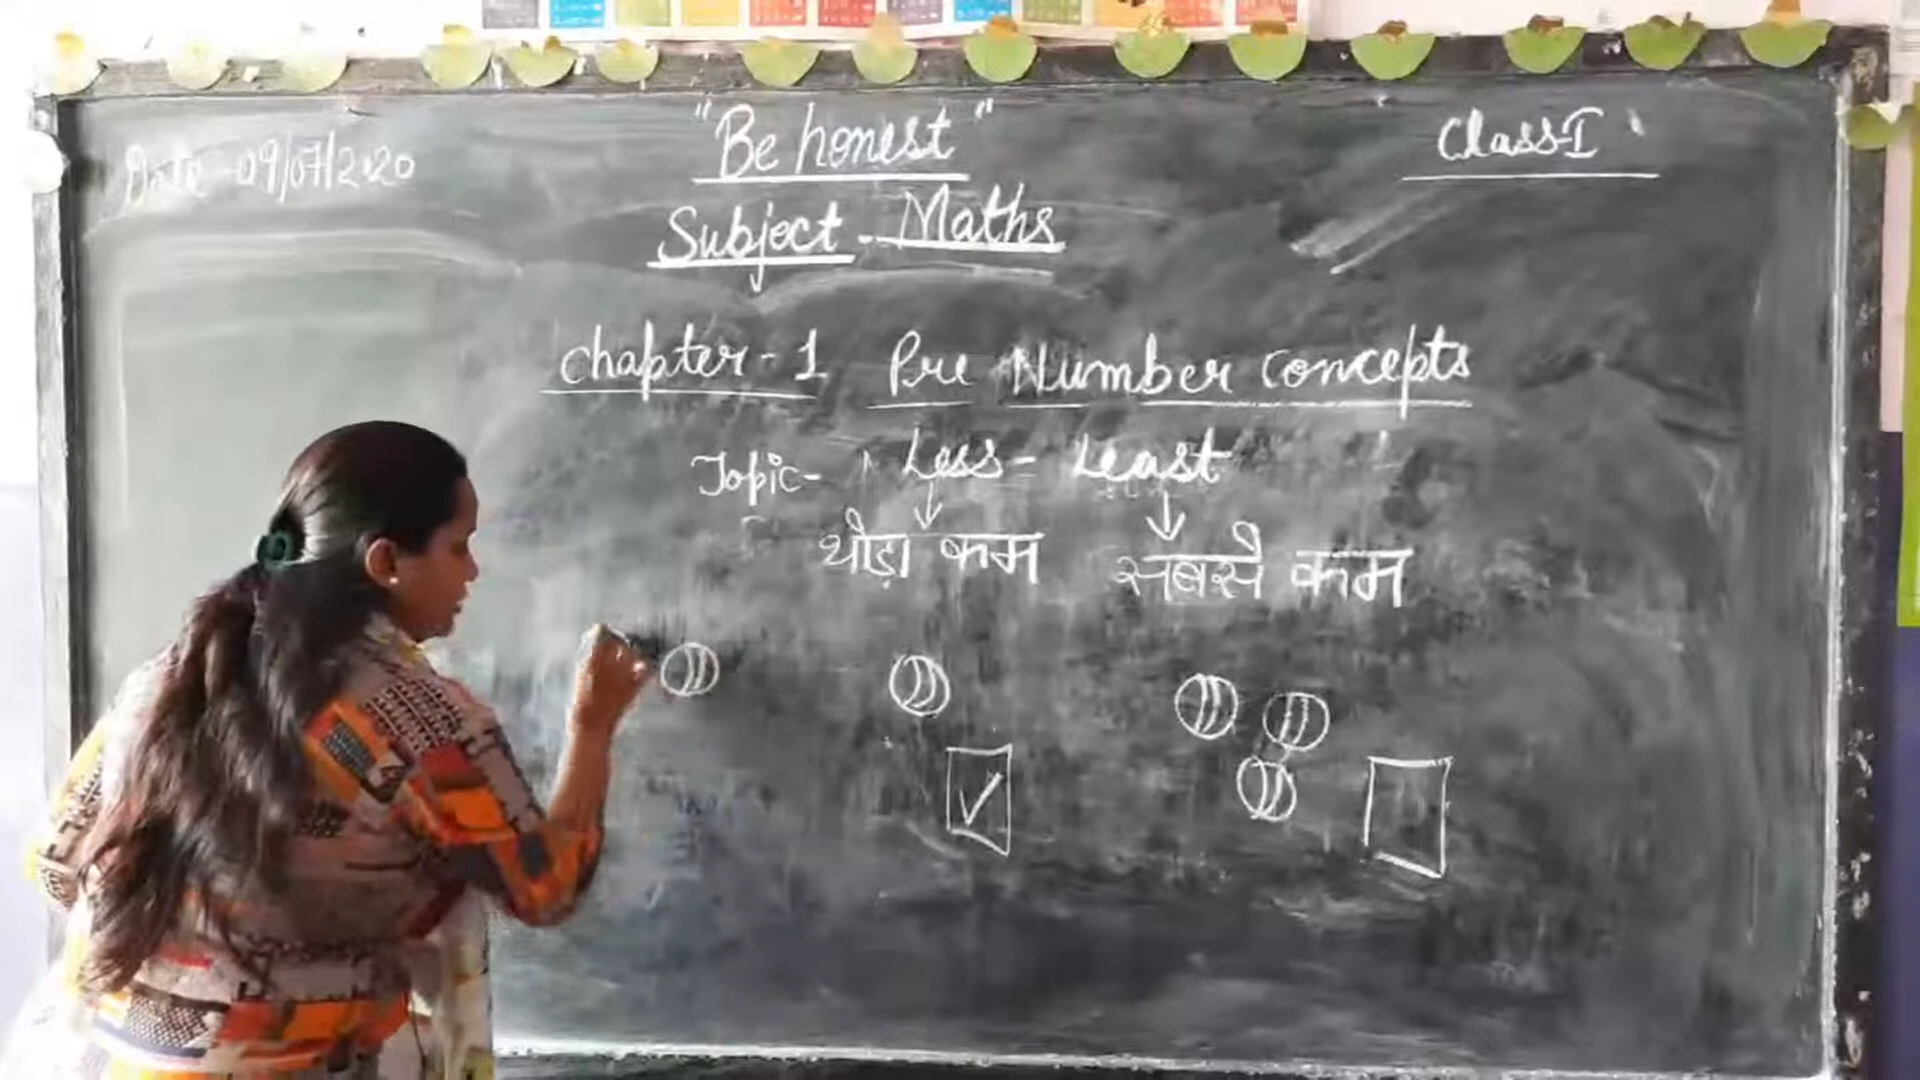 Date-09/07/2020
"Be honest"
Class-I
Subject - Maths
Chapter-1 Pre Number concepts
Topic- Less - Least
थोड़ा कम सबसे कम